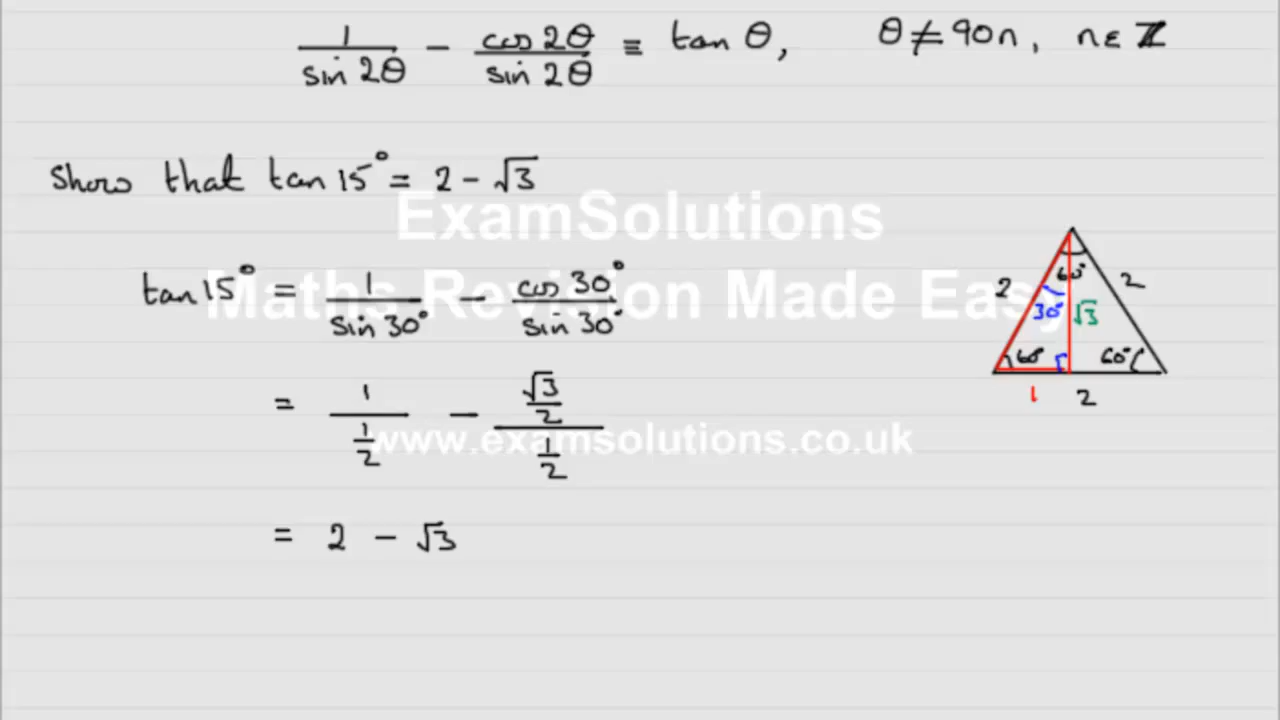 1/sin 2θ − cos 2θ/sin 2θ ≡ tan θ, θ ≠ 90n, n ∈ ℤ
Show that tan 15° = 2 − √3
ExamSolutions
Maths Revision Made Easy
tan 15° = 1/sin 30° − cos 30°/sin 30°
= 1/(1/2) − (√3/2)/(1/2)
www.examsolutions.co.uk
= 2 − √3
60°
2 2
30° √3
60° 60°
1 2